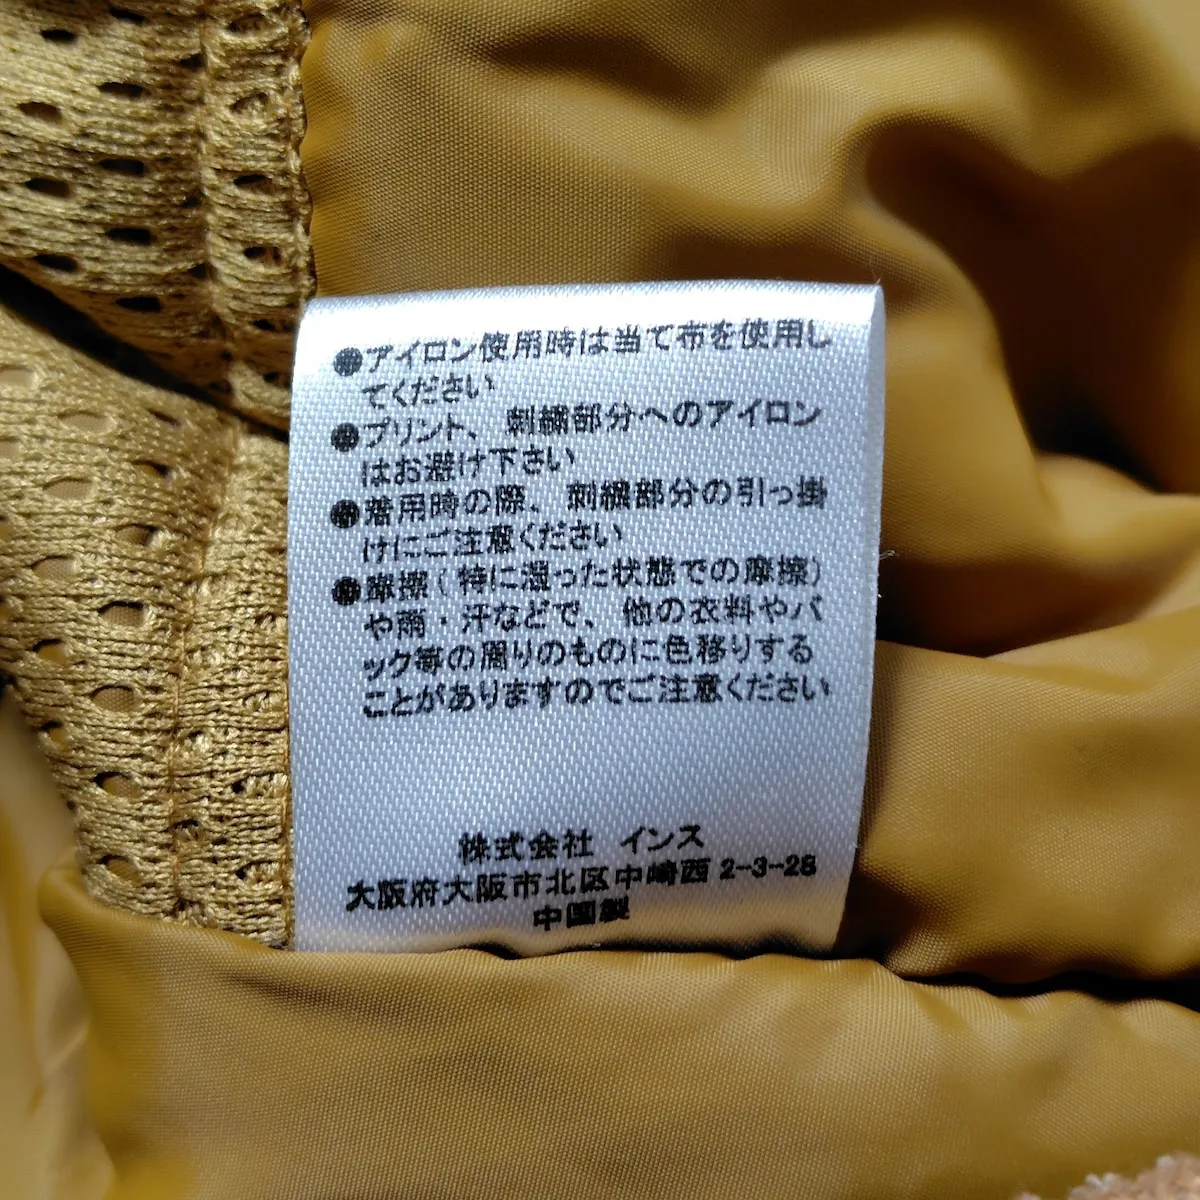 ●アイロン使用時は当て布を使用し
てください
●プリント、刺繍部分へのアイロン
はお避け下さい
●着用時の際、刺繍部分の引っ掛
けにご注意ください
●摩擦(特に湿った状態での摩擦)
や雨・汗などで、他の衣料やバ
ック等の周りのものに色移りする
ことがありますのでご注意ください
株式会社 インス
大阪府大阪市北区中崎西2-3-28
中国製